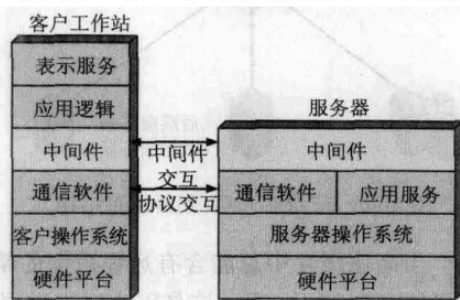 客户工作站
表示服务
应用逻辑
中间件
通信软件
客户操作系统
硬件平台
中间件
交互
协议交互
服务器
中间件
通信软件
应用服务
服务器操作系统
硬件平台